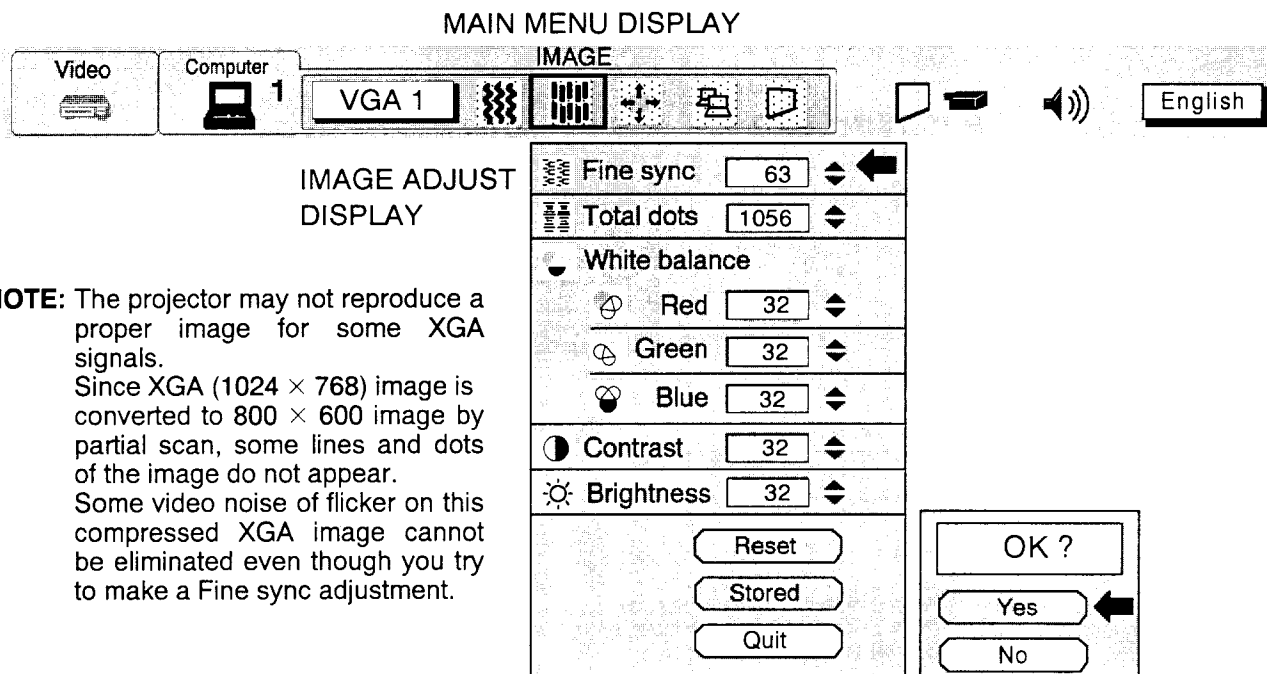 MAIN MENU DISPLAY
IMAGE
Video
Computer
1
VGA 1
English
IMAGE ADJUST
DISPLAY
Fine sync 63
Total dots 1056
White balance
Red 32
Green 32
Blue 32
Contrast 32
Brightness 32
Reset
Stored
Quit
OK ?
Yes
No
OTE: The projector may not reproduce a
proper image for some XGA
signals.
Since XGA (1024 × 768) image is
converted to 800 × 600 image by
partial scan, some lines and dots
of the image do not appear.
Some video noise of flicker on this
compressed XGA image cannot
be eliminated even though you try
to make a Fine sync adjustment.